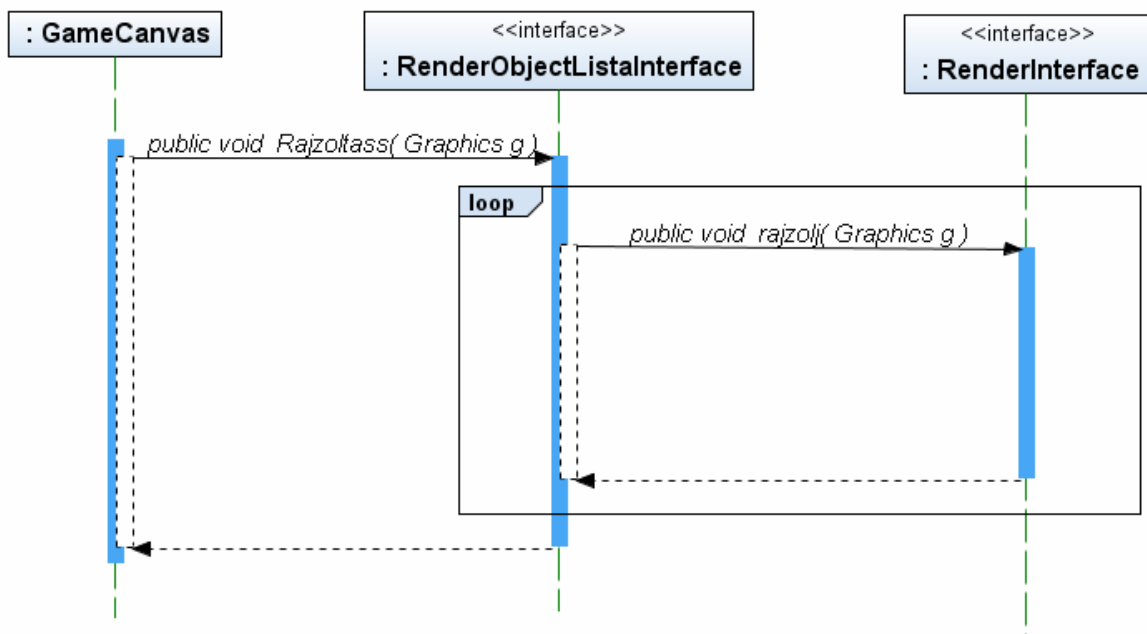 : GameCanvas
<<interface>>
: RenderObjectListaInterface
<<interface>>
: RenderInterface
public void Rajzoltass( Graphics g )
loop
public void rajzolj( Graphics g )